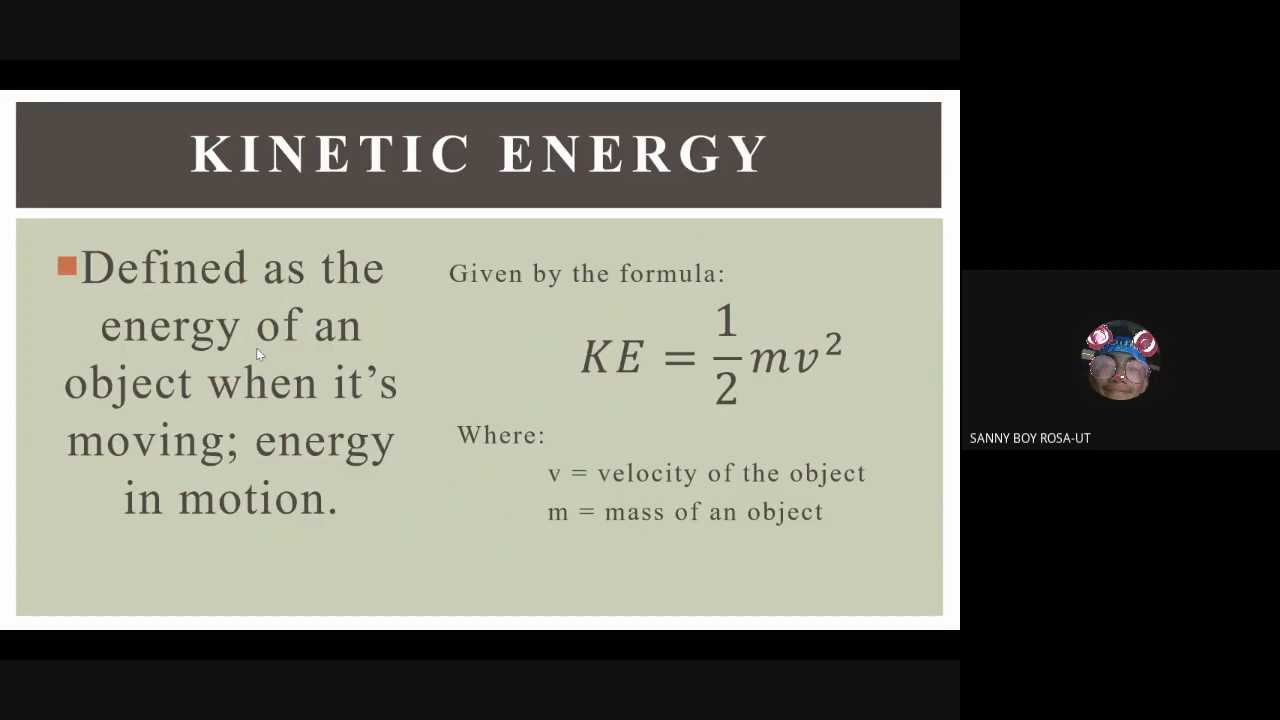 KINETIC ENERGY
Defined as the
energy of an
object when it's
moving; energy
in motion.
Given by the formula:
KE = 1/2 mv²
Where:
v = velocity of the object
m = mass of an object
SANNY BOY ROSA-UT